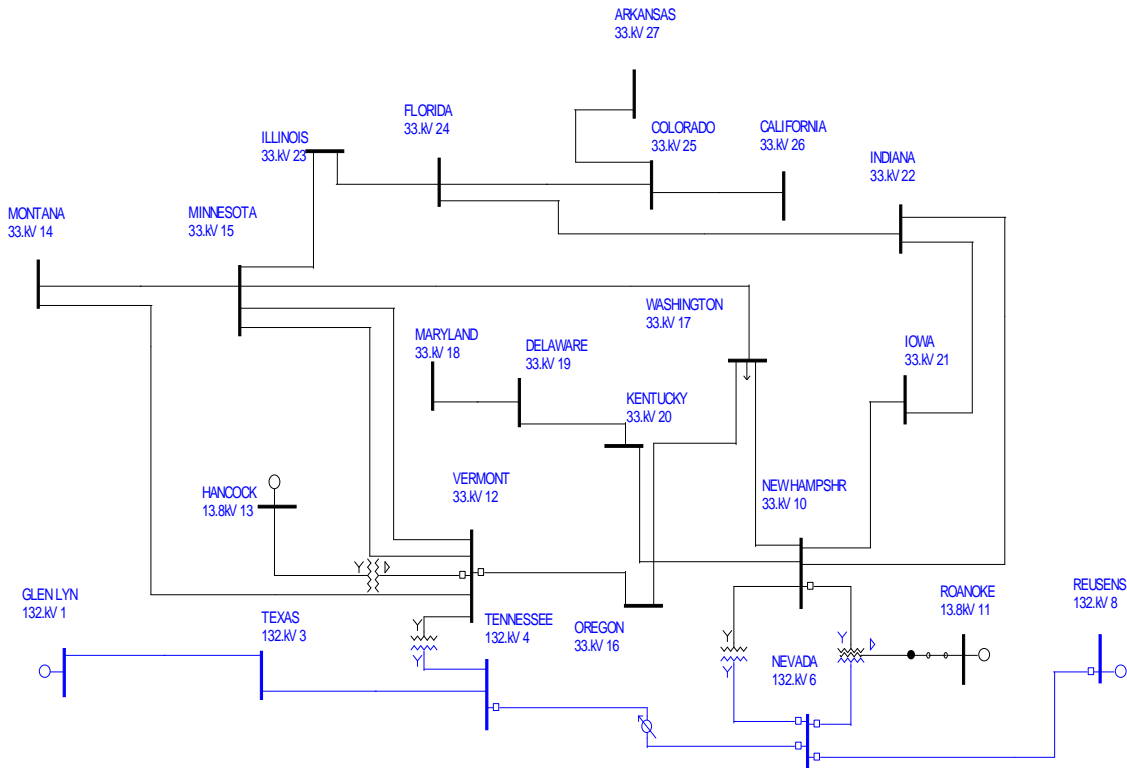 ARKANSAS
33.kV 27
FLORIDA
33.kV 24
COLORADO
33.kV 25
CALIFORNIA
33.kV 26
ILLINOIS
33.kV 23
INDIANA
33.kV 22
MONTANA
33.kV 14
MINNESOTA
33.kV 15
WASHINGTON
33.kV 17
MARYLAND
33.kV 18
DELAWARE
33.kV 19
IOWA
33.kV 21
KENTUCKY
33.kV 20
VERMONT
33.kV 12
NEW HAMPSHR
33.kV 10
HANCOCK
13.8kV 13
GLEN LYN
132.kV 1
TEXAS
132.kV 3
TENNESSEE
132.kV 4
OREGON
33.kV 16
NEVADA
132.kV 6
ROANOKE
13.8kV 11
REUSENS
132.kV 8